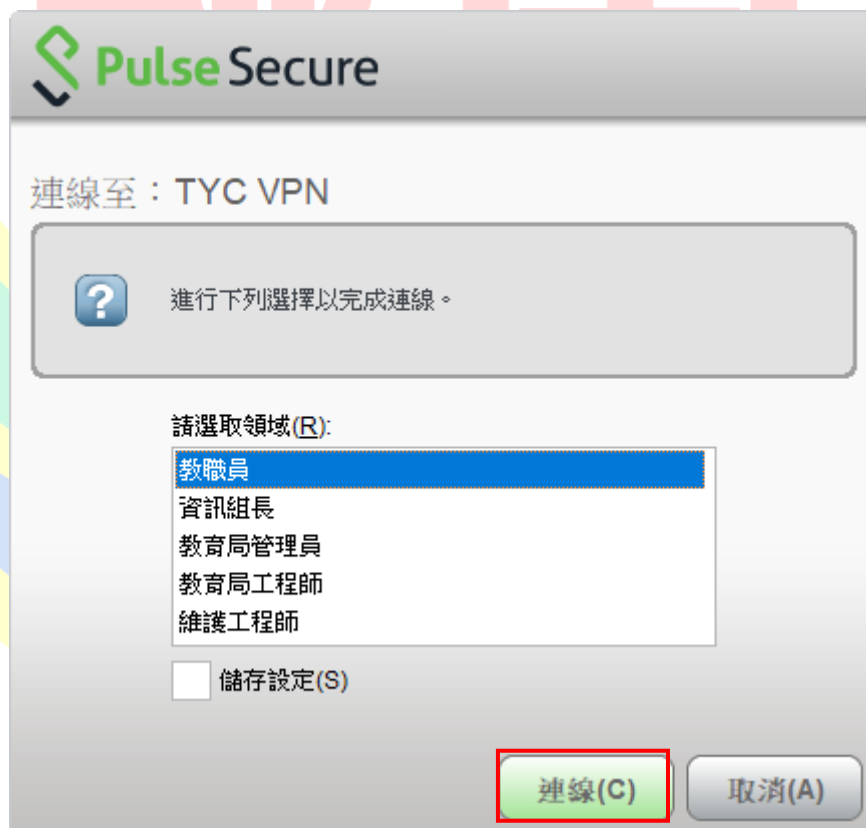 Pulse Secure
連線至：TYC VPN
?
進行下列選擇以完成連線。
請選取領域(R):
教職員
資訊組長
教育局管理員
教育局工程師
維護工程師
儲存設定(S)
連線(C)
取消(A)